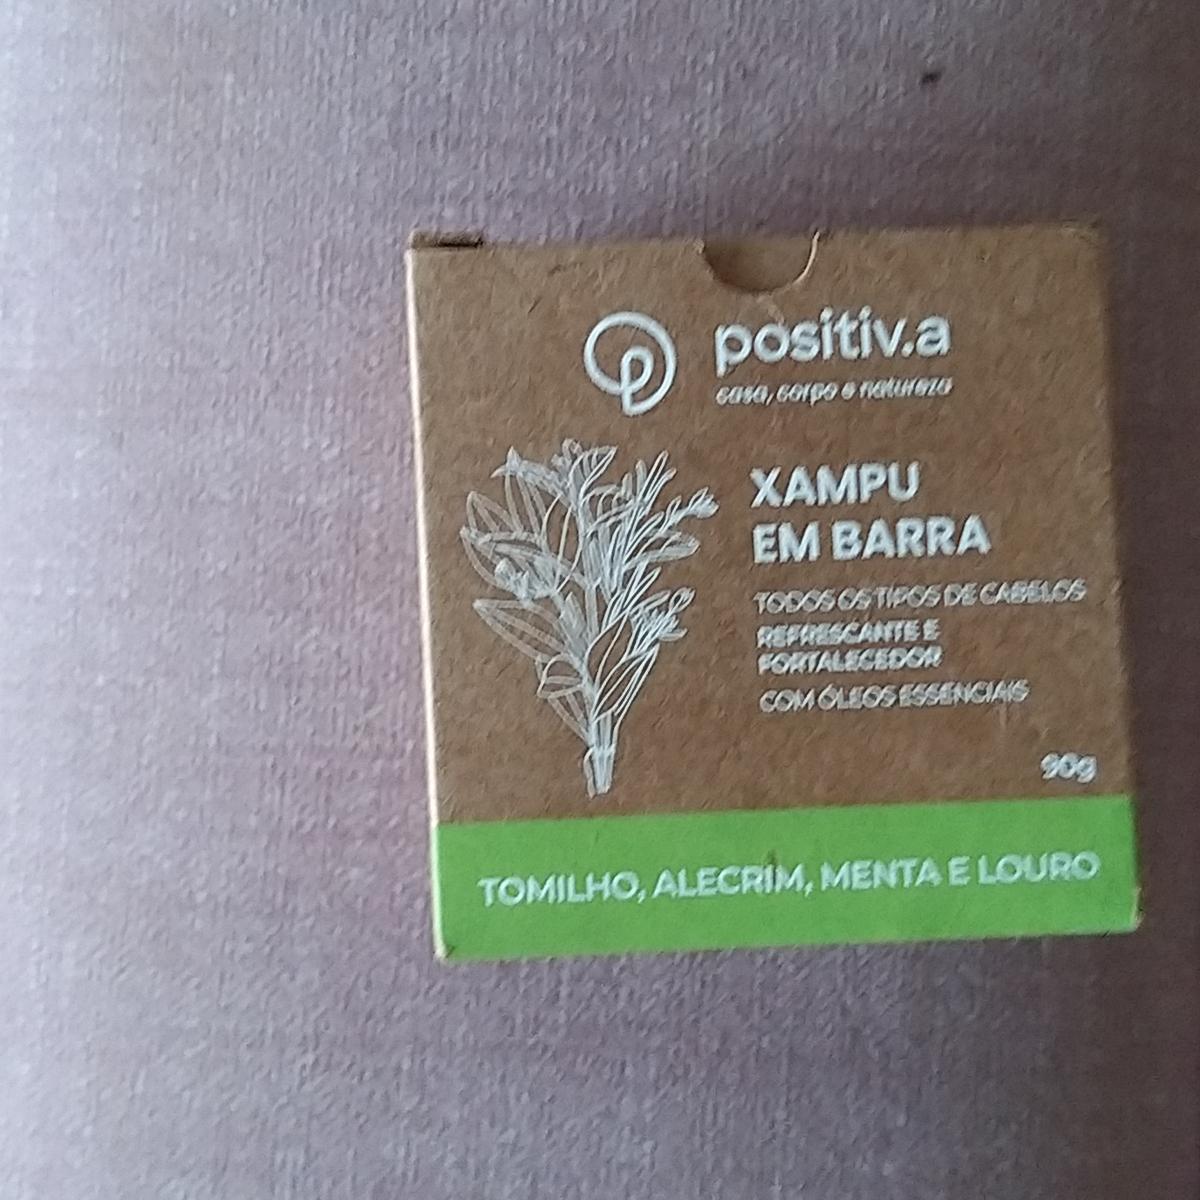 positiv.a
casa, corpo e natureza
XAMPU
EM BARRA
TODOS OS TIPOS DE CABELOS
REFRESCANTE E
FORTALECEDOR
COM ÓLEOS ESSENCIAIS
90g
TOMILHO, ALECRIM, MENTA E LOURO